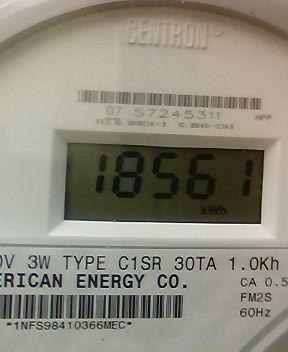 CENTRON®
07 57245311 HPP
18561
kWh
0V 3W TYPE C1SR 30TA 1.0Kh
ERICAN ENERGY CO. CA 0.5
FM2S
*1NFS98410366MEC* 60Hz